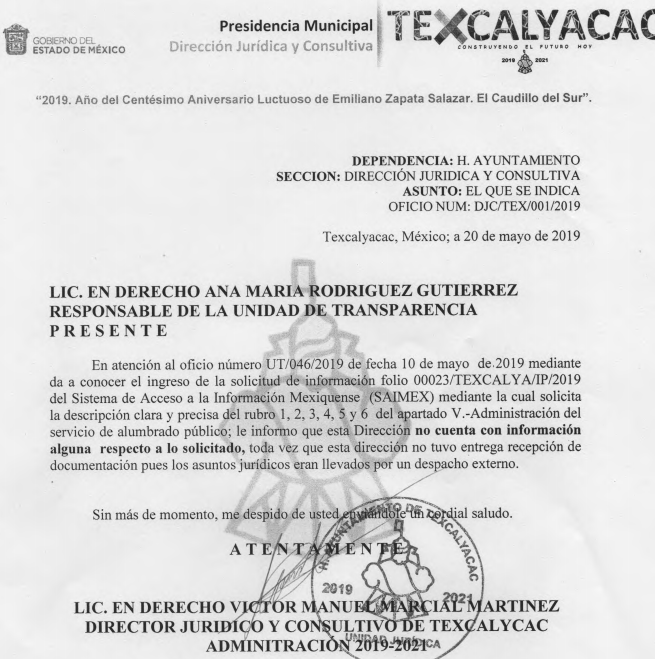 GOBIERNO DEL
ESTADO DE MÉXICO
Presidencia Municipal
Dirección Jurídica y Consultiva
TEXCALYACAC
CONSTRUYENDO EL FUTURO HOY
2019 2021
“2019. Año del Centésimo Aniversario Luctuoso de Emiliano Zapata Salazar. El Caudillo del Sur”.
DEPENDENCIA: H. AYUNTAMIENTO
SECCION: DIRECCIÓN JURIDICA Y CONSULTIVA
ASUNTO: EL QUE SE INDICA
OFICIO NUM: DJC/TEX/001/2019
Texcalyacac, México; a 20 de mayo de 2019
LIC. EN DERECHO ANA MARIA RODRIGUEZ GUTIERREZ
RESPONSABLE DE LA UNIDAD DE TRANSPARENCIA
P R E S E N T E
En atención al oficio número UT/046/2019 de fecha 10 de mayo de 2019 mediante
da a conocer el ingreso de la solicitud de información folio 00023/TEXCALYA/IP/2019
del Sistema de Acceso a la Información Mexiquense (SAIMEX) mediante la cual solicita
la descripción clara y precisa del rubro 1, 2, 3, 4, 5 y 6 del apartado V.-Administración del
servicio de alumbrado público; le informo que esta Dirección no cuenta con información
alguna respecto a lo solicitado, toda vez que esta dirección no tuvo entrega recepción de
documentación pues los asuntos jurídicos eran llevados por un despacho externo.
Sin más de momento, me despido de usted enviándole un cordial saludo.
A T E N T A M E N T E
H. AYUNTAMIENTO DE TEXCALYACAC
2019
2021
UNIDAD JURÍDICA
LIC. EN DERECHO VICTOR MANUEL MARCIAL MARTINEZ
DIRECTOR JURIDICO Y CONSULTIVO DE TEXCALYCAC
ADMINITRACIÓN 2019-2021